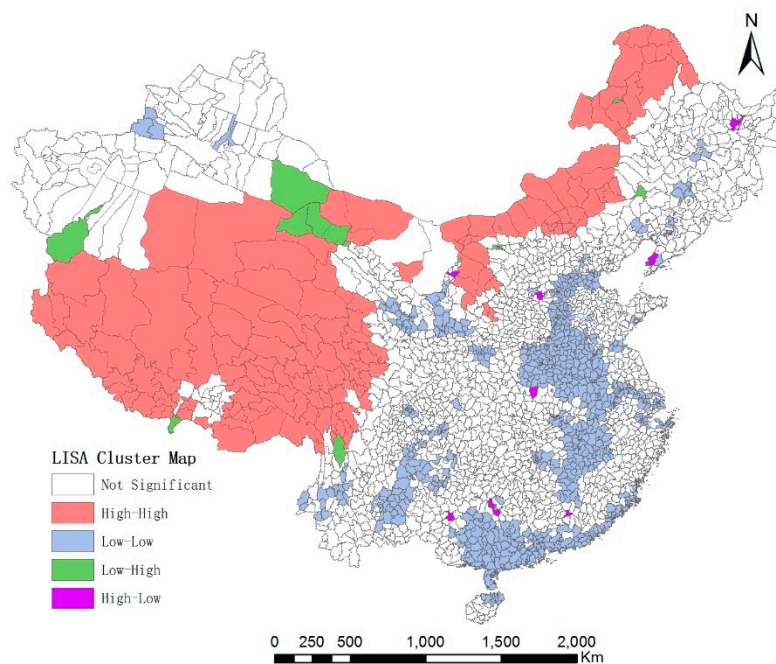 N
LISA Cluster Map
Not Significant
High-High
Low-Low
Low-High
High-Low
0 250 500 1,000 1,500 2,000
Km